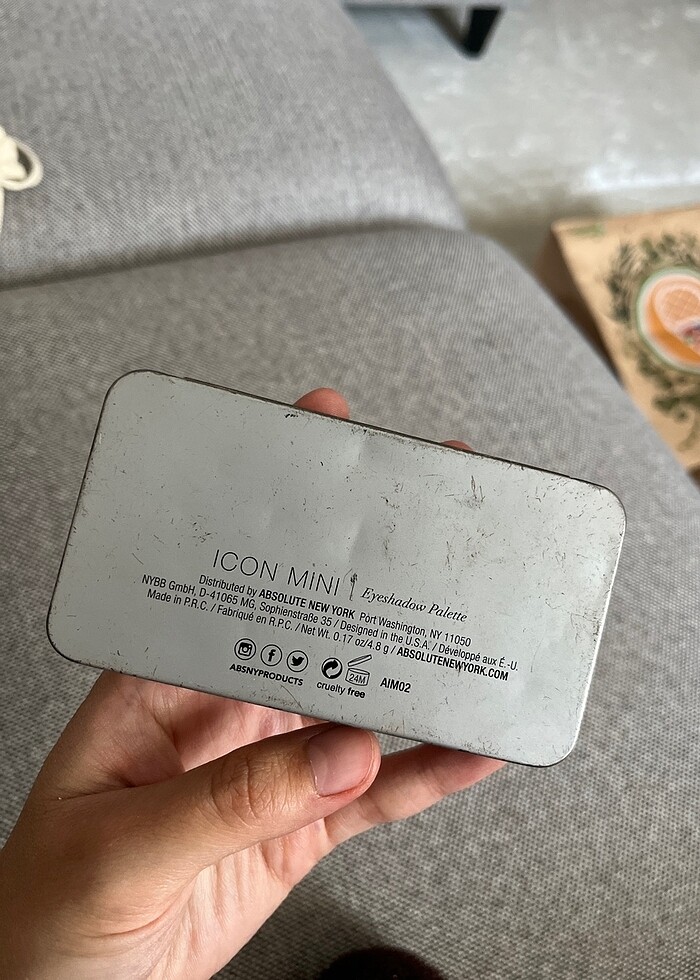 ICON MINI | Eyeshadow Palette
Distributed by ABSOLUTE NEW YORK Port Washington, NY 11050
NYBB GmbH, D-41065 MG, Sophienstraße 35 / Designed in the U.S.A. / Développé aux É.-U.
Made in P.R.C. / Fabriqué en R.P.C. / Net Wt. 0.17 oz/4.8 g / ABSOLUTENEWYORK.COM
24M
AIM02
ABSNYPRODUCTS
cruelty free